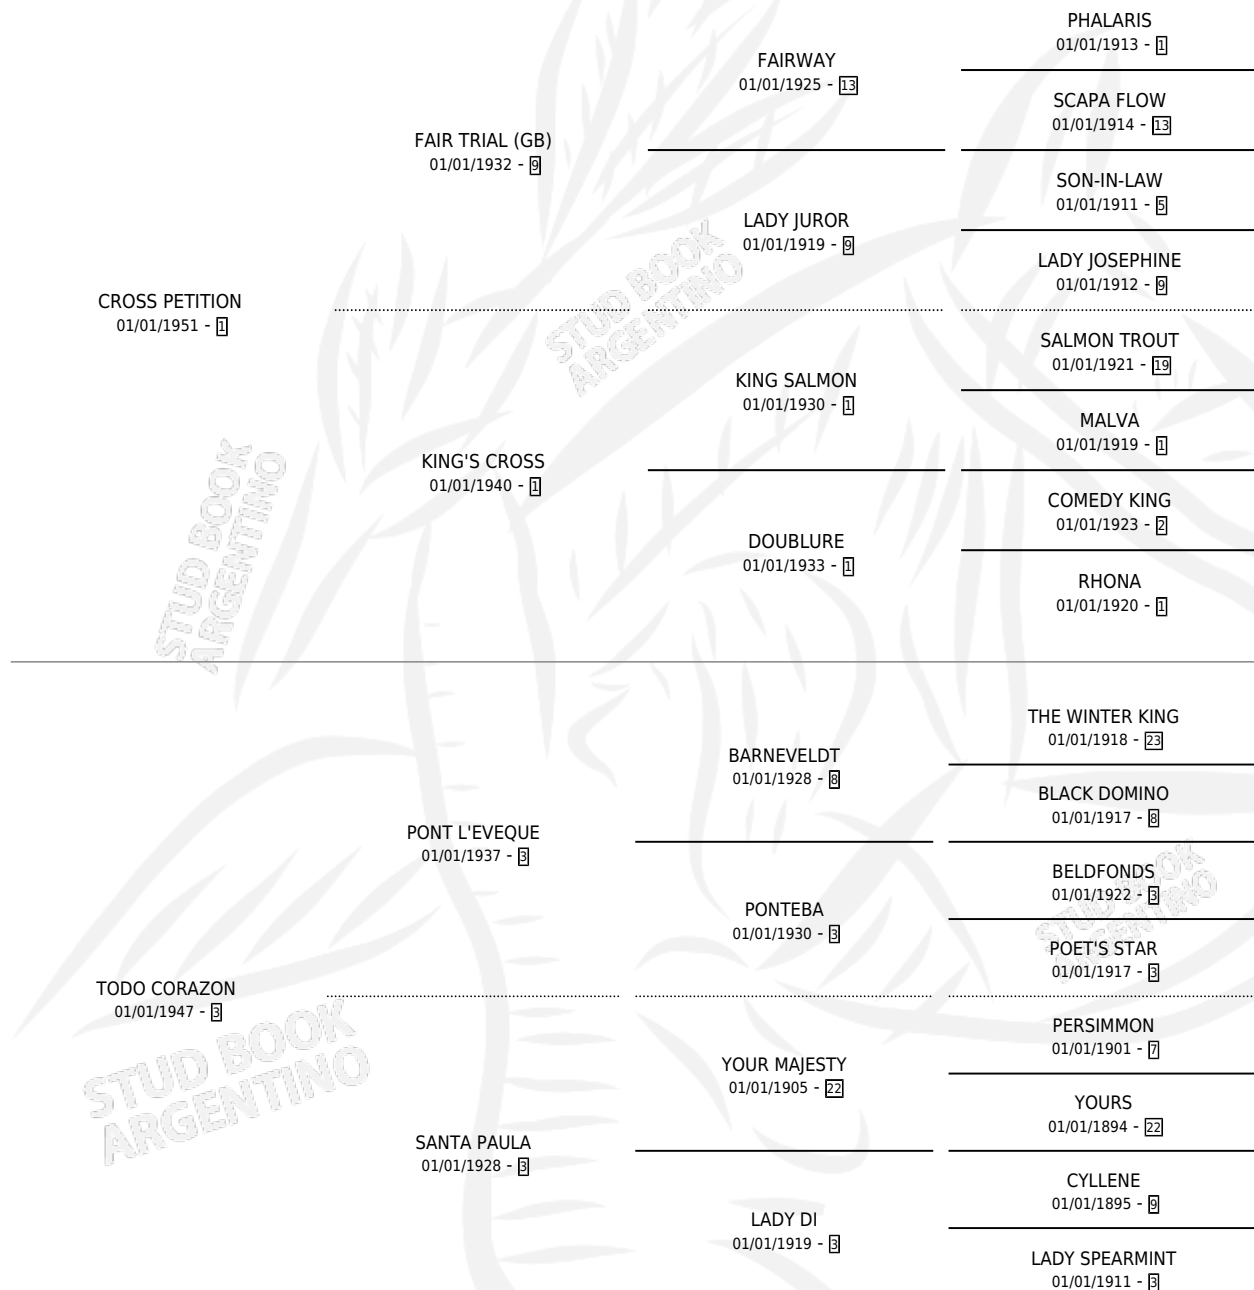 PHALARIS
01/01/1913 - 1
FAIRWAY
01/01/1925 - 13
SCAPA FLOW
01/01/1914 - 13
FAIR TRIAL (GB)
01/01/1932 - 9
SON-IN-LAW
01/01/1911 - 5
LADY JUROR
01/01/1919 - 9
LADY JOSEPHINE
01/01/1912 - 9
CROSS PETITION
01/01/1951 - 1
SALMON TROUT
01/01/1921 - 19
KING SALMON
01/01/1930 - 1
MALVA
01/01/1919 - 1
KING'S CROSS
01/01/1940 - 1
COMEDY KING
01/01/1923 - 2
DOUBLURE
01/01/1933 - 1
RHONA
01/01/1920 - 1
THE WINTER KING
01/01/1918 - 23
BARNEVELDT
01/01/1928 - 8
BLACK DOMINO
01/01/1917 - 8
PONT L'EVEQUE
01/01/1937 - 3
BELDFONDS
01/01/1922 - 3
PONTEBA
01/01/1930 - 3
POET'S STAR
01/01/1917 - 3
TODO CORAZON
01/01/1947 - 3
PERSIMMON
01/01/1901 - 7
YOUR MAJESTY
01/01/1905 - 22
YOURS
01/01/1894 - 22
SANTA PAULA
01/01/1928 - 3
CYLLENE
01/01/1895 - 9
LADY DI
01/01/1919 - 3
LADY SPEARMINT
01/01/1911 - 3
STUD BOOK
ARGENTINO
STUD BOOK
ARGENTINO
STUD BOOK
ARGENTINO
STUD BOOK
ARGENTINO